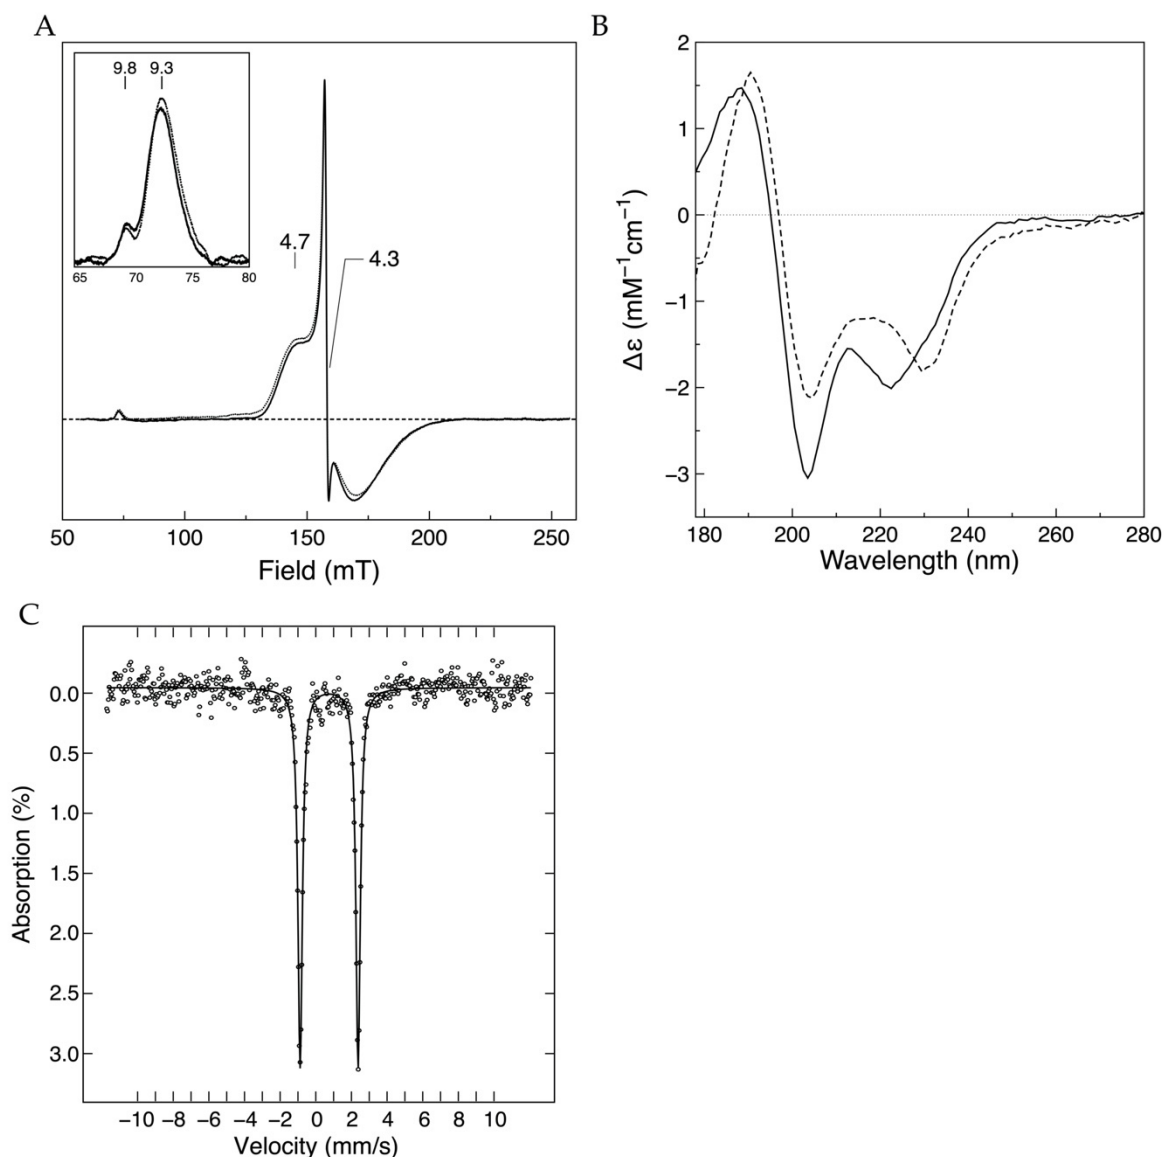 A
9.8 9.3
65 70 75 80
4.7
4.3
50 100 150 200 250
Field (mT)
B
2
1
0
−1
−2
−3
Δε (mM⁻¹cm⁻¹)
180 200 220 240 260 280
Wavelength (nm)
C
0.0
0.5
1.0
1.5
2.0
2.5
3.0
Absorption (%)
−10 −8 −6 −4 −2 0 2 4 6 8 10
Velocity (mm/s)